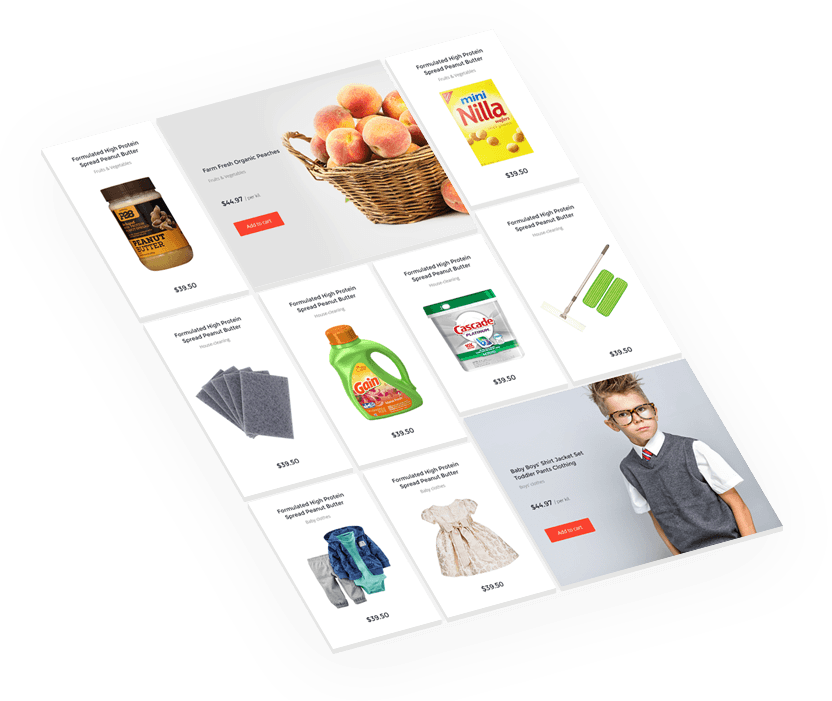 Formulated High Protein
Spread Peanut Butter
Fruits & Vegetables
mini
Nilla
wafers
$39.50
Farm Fresh Organic Peaches
Fruits & Vegetables
$44.97 / per kd
Add to cart
Formulated High Protein
Spread Peanut Butter
Fruits & Vegetables
PEANUT
BUTTER
$39.50
Formulated High Protein
Spread Peanut Butter
House-cleaning
$39.50
Formulated High Protein
Spread Peanut Butter
House-cleaning
Cascade
PLATINUM
$39.50
Formulated High Protein
Spread Peanut Butter
House-cleaning
Gain
$39.50
Formulated High Protein
Spread Peanut Butter
House-cleaning
$39.50
Baby Boys' Shirt Jacket Set
Toddler Pants Clothing
Boys' clothes
$44.97 / per kd
Add to cart
Formulated High Protein
Spread Peanut Butter
Baby clothes
$39.50
Formulated High Protein
Spread Peanut Butter
Baby clothes
$39.50